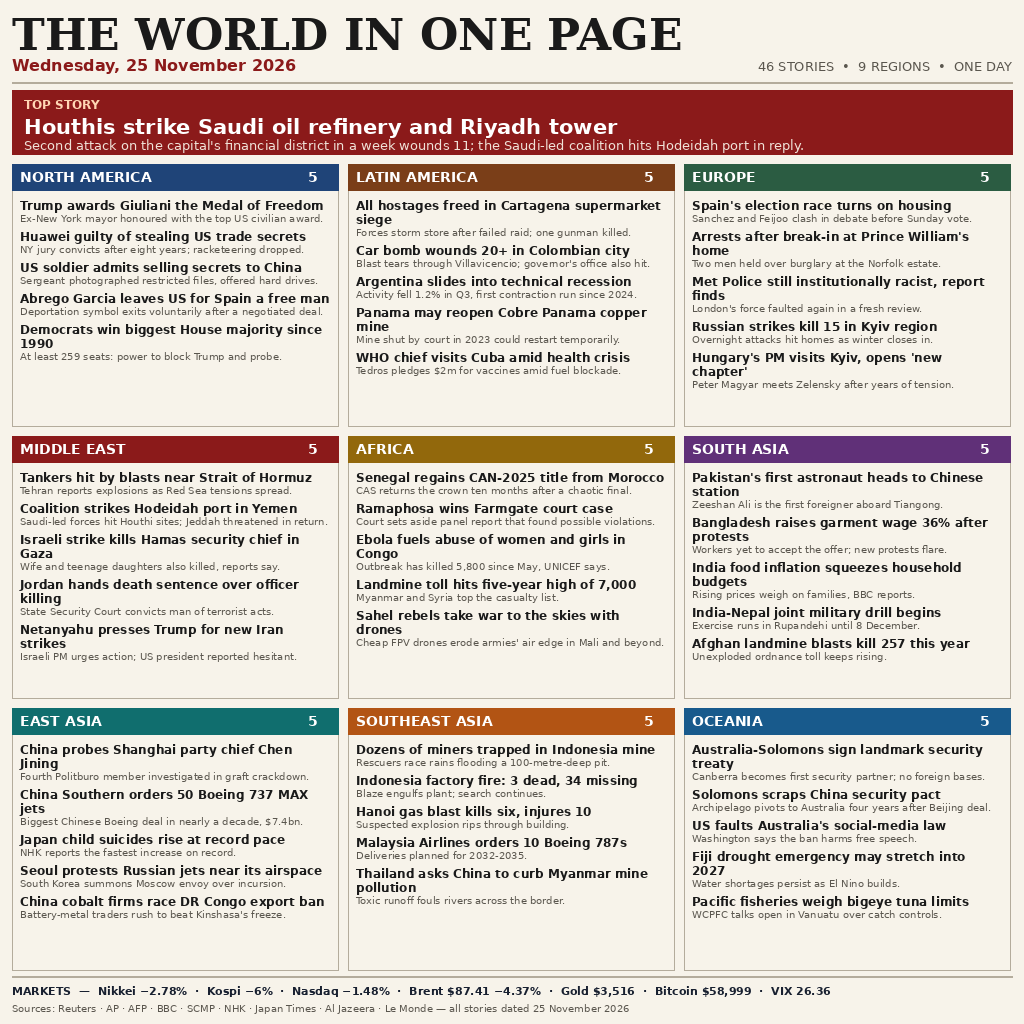 THE WORLD IN ONE PAGE
Wednesday, 25 November 2026
46 STORIES • 9 REGIONS • ONE DAY
TOP STORY
Houthis strike Saudi oil refinery and Riyadh tower
Second attack on the capital's financial district in a week wounds 11; the Saudi-led coalition hits Hodeidah port in reply.
NORTH AMERICA 5
Trump awards Giuliani the Medal of Freedom
Ex-New York mayor honoured with the top US civilian award.
Huawei guilty of stealing US trade secrets
NY jury convicts after eight years; racketeering dropped.
US soldier admits selling secrets to China
Sergeant photographed restricted files, offered hard drives.
Abrego Garcia leaves US for Spain a free man
Deportation symbol exits voluntarily after a negotiated deal.
Democrats win biggest House majority since
1990
At least 259 seats: power to block Trump and probe.
LATIN AMERICA 5
All hostages freed in Cartagena supermarket
siege
Forces storm store after failed raid; one gunman killed.
Car bomb wounds 20+ in Colombian city
Blast tears through Villavicencio; governor's office also hit.
Argentina slides into technical recession
Activity fell 1.2% in Q3, first contraction run since 2024.
Panama may reopen Cobre Panama copper
mine
Mine shut by court in 2023 could restart temporarily.
WHO chief visits Cuba amid health crisis
Tedros pledges $2m for vaccines amid fuel blockade.
EUROPE 5
Spain's election race turns on housing
Sanchez and Feijoo clash in debate before Sunday vote.
Arrests after break-in at Prince William's
home
Two men held over burglary at the Norfolk estate.
Met Police still institutionally racist, report
finds
London's force faulted again in a fresh review.
Russian strikes kill 15 in Kyiv region
Overnight attacks hit homes as winter closes in.
Hungary's PM visits Kyiv, opens 'new
chapter'
Peter Magyar meets Zelensky after years of tension.
MIDDLE EAST 5
Tankers hit by blasts near Strait of Hormuz
Tehran reports explosions as Red Sea tensions spread.
Coalition strikes Hodeidah port in Yemen
Saudi-led forces hit Houthi sites; Jeddah threatened in return.
Israeli strike kills Hamas security chief in
Gaza
Wife and teenage daughters also killed, reports say.
Jordan hands death sentence over officer
killing
State Security Court convicts man of terrorist acts.
Netanyahu presses Trump for new Iran
strikes
Israeli PM urges action; US president reported hesitant.
AFRICA 5
Senegal regains CAN-2025 title from Morocco
CAS returns the crown ten months after a chaotic final.
Ramaphosa wins Farmgate court case
Court sets aside panel report that found possible violations.
Ebola fuels abuse of women and girls in
Congo
Outbreak has killed 5,800 since May, UNICEF says.
Landmine toll hits five-year high of 7,000
Myanmar and Syria top the casualty list.
Sahel rebels take war to the skies with
drones
Cheap FPV drones erode armies' air edge in Mali and beyond.
SOUTH ASIA 5
Pakistan's first astronaut heads to Chinese
station
Zeeshan Ali is the first foreigner aboard Tiangong.
Bangladesh raises garment wage 36% after
protests
Workers yet to accept the offer; new protests flare.
India food inflation squeezes household
budgets
Rising prices weigh on families, BBC reports.
India-Nepal joint military drill begins
Exercise runs in Rupandehi until 8 December.
Afghan landmine blasts kill 257 this year
Unexploded ordnance toll keeps rising.
EAST ASIA 5
China probes Shanghai party chief Chen
Jining
Fourth Politburo member investigated in graft crackdown.
China Southern orders 50 Boeing 737 MAX
jets
Biggest Chinese Boeing deal in nearly a decade, $7.4bn.
Japan child suicides rise at record pace
NHK reports the fastest increase on record.
Seoul protests Russian jets near its airspace
South Korea summons Moscow envoy over incursion.
China cobalt firms race DR Congo export ban
Battery-metal traders rush to beat Kinshasa's freeze.
SOUTHEAST ASIA 5
Dozens of miners trapped in Indonesia mine
Rescuers race rains flooding a 100-metre-deep pit.
Indonesia factory fire: 3 dead, 34 missing
Blaze engulfs plant; search continues.
Hanoi gas blast kills six, injures 10
Suspected explosion rips through building.
Malaysia Airlines orders 10 Boeing 787s
Deliveries planned for 2032-2035.
Thailand asks China to curb Myanmar mine
pollution
Toxic runoff fouls rivers across the border.
OCEANIA 5
Australia-Solomons sign landmark security
treaty
Canberra becomes first security partner; no foreign bases.
Solomons scraps China security pact
Archipelago pivots to Australia four years after Beijing deal.
US faults Australia's social-media law
Washington says the ban harms free speech.
Fiji drought emergency may stretch into
2027
Water shortages persist as El Nino builds.
Pacific fisheries weigh bigeye tuna limits
WCPFC talks open in Vanuatu over catch controls.
MARKETS — Nikkei −2.78% · Kospi −6% · Nasdaq −1.48% · Brent $87.41 −4.37% · Gold $3,516 · Bitcoin $58,999 · VIX 26.36
Sources: Reuters · AP · AFP · BBC · SCMP · NHK · Japan Times · Al Jazeera · Le Monde — all stories dated 25 November 2026